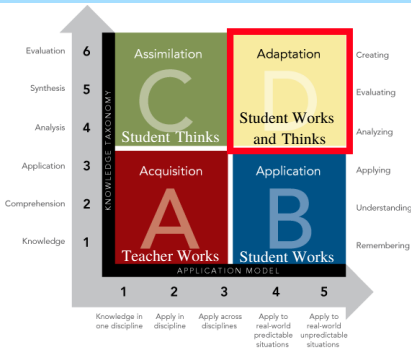 Evaluation 6 Assimilation Adaptation Creating
Synthesis 5 C D Evaluating
Analysis 4 Student Thinks Student Works and Thinks Analyzing
KNOWLEDGE TAXONOMY
Application 3 Acquisition Application Applying
Comprehension 2 A B Understanding
Knowledge 1 Teacher Works Student Works Remembering
APPLICATION MODEL
1 2 3 4 5
Knowledge in one discipline
Apply in discipline
Apply across disciplines
Apply to real-world predictable situations
Apply to real-world unpredictable situations